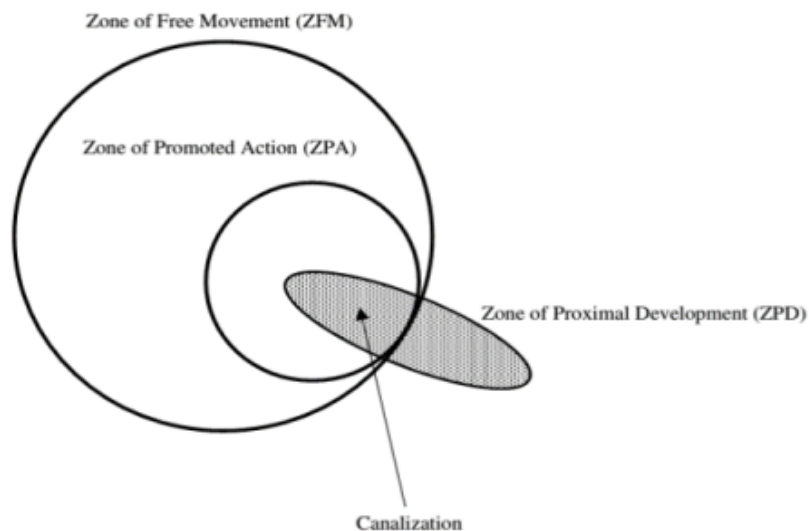 Zone of Free Movement (ZFM)
Zone of Promoted Action (ZPA)
Zone of Proximal Development (ZPD)
Canalization